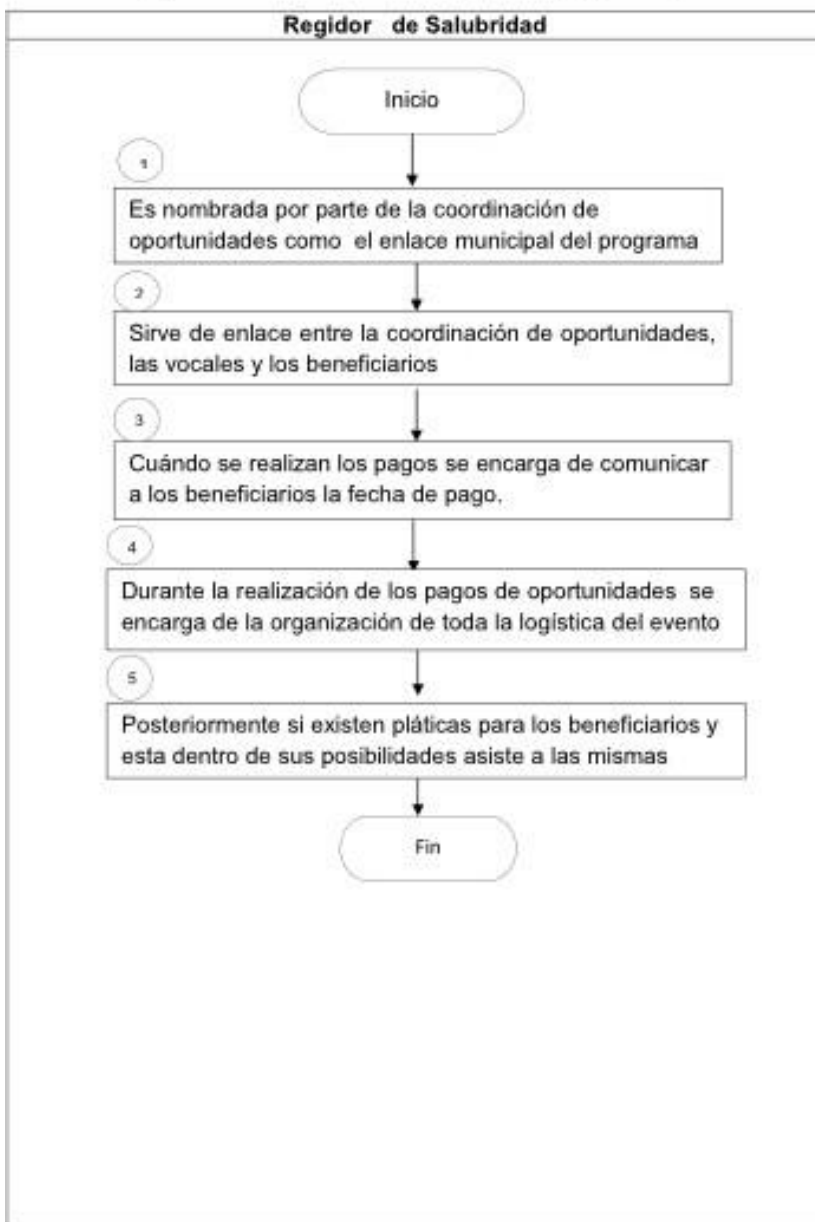 Regidor de Salubridad
Inicio
1
Es nombrada por parte de la coordinación de
oportunidades como el enlace municipal del programa
2
Sirve de enlace entre la coordinación de oportunidades,
las vocales y los beneficiarios
3
Cuándo se realizan los pagos se encarga de comunicar
a los beneficiarios la fecha de pago.
4
Durante la realización de los pagos de oportunidades se
encarga de la organización de toda la logística del evento
5
Posteriormente si existen pláticas para los beneficiarios y
esta dentro de sus posibilidades asiste a las mismas
Fin